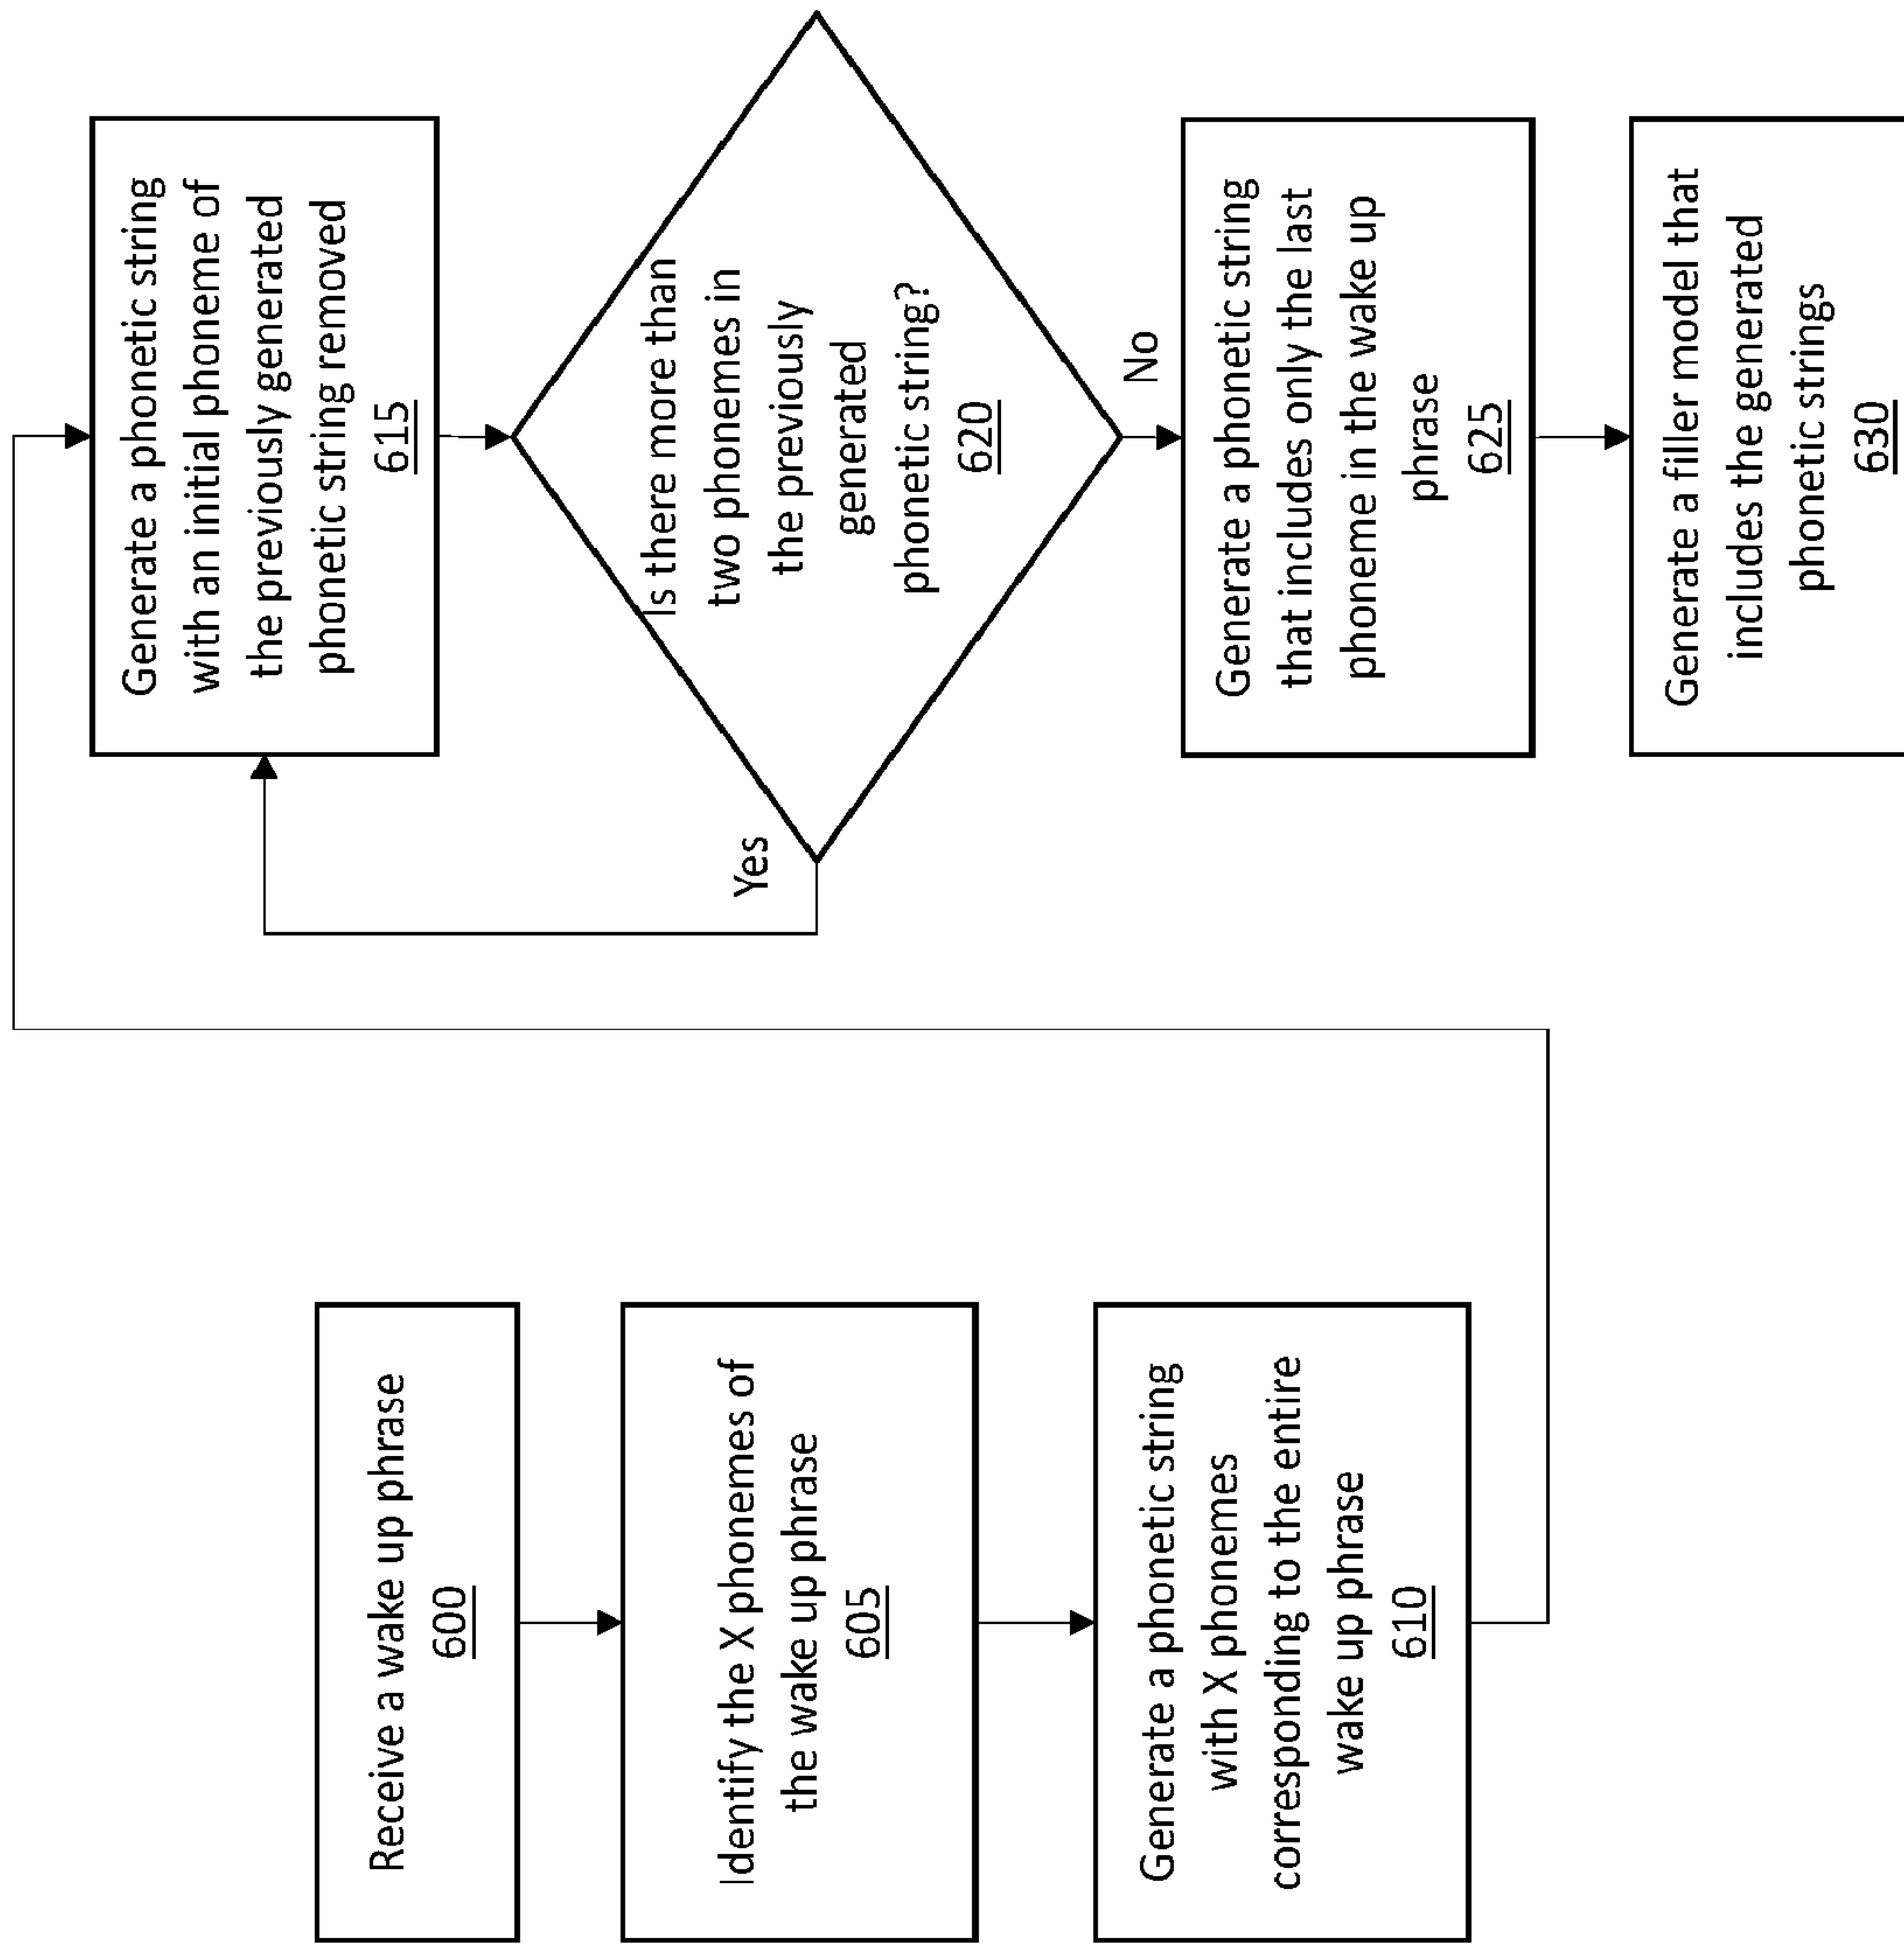 Receive a wake up phrase
600
Identify the X phonemes of
the wake up phrase
605
Generate a phonetic string
with X phonemes
corresponding to the entire
wake up phrase
610
Generate a phonetic string
with an initial phoneme of
the previously generated
phonetic string removed
615
Is there more than
two phonemes in
the previously
generated
phonetic string?
620
Yes
No
Generate a phonetic string
that includes only the last
phoneme in the wake up
phrase
625
Generate a filler model that
includes the generated
phonetic strings
630